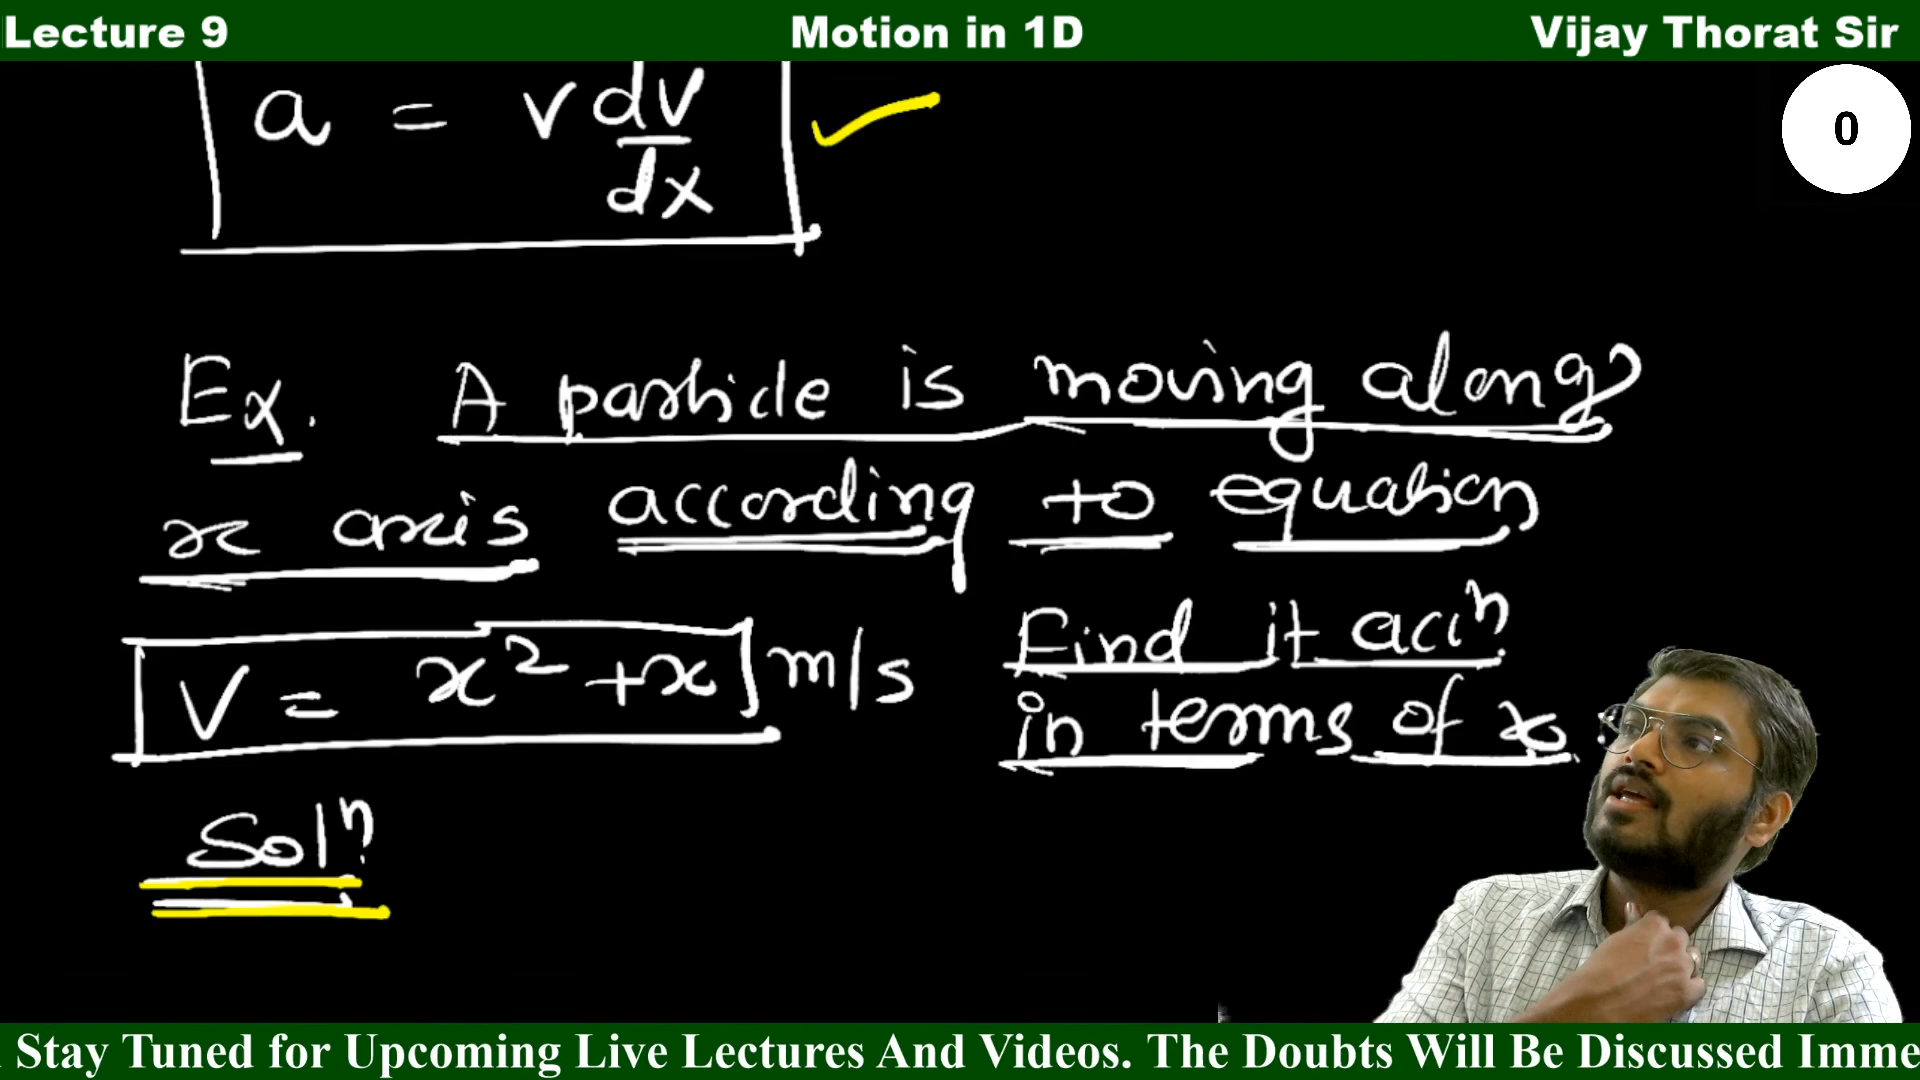 Lecture 9 Motion in 1D Vijay Thorat Sir
0
a = v dv/dx
Ex. A particle is moving along
x axis according to equation
V = x² + x m/s Find it accⁿ
in terms of x.
Solⁿ
Stay Tuned for Upcoming Live Lectures And Videos. The Doubts Will Be Discussed Imme